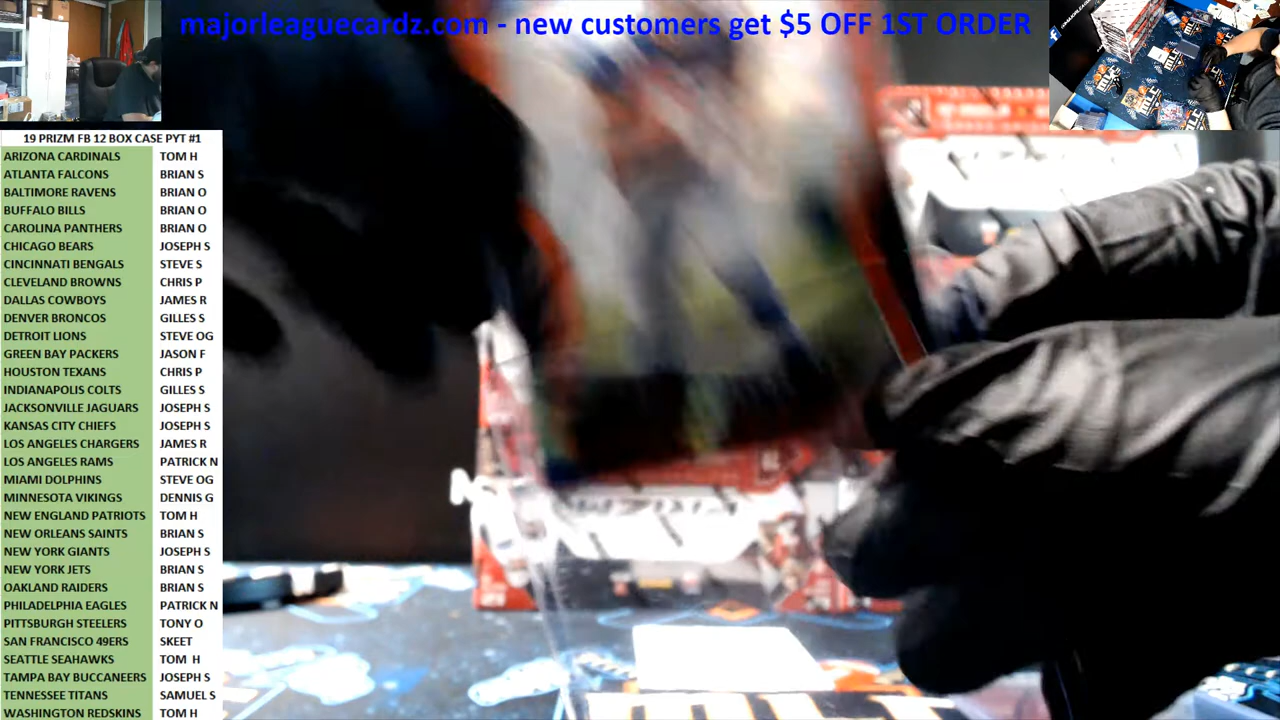 majorleaguecardz.com - new customers get $5 OFF 1ST ORDER
19 PRIZM FB 12 BOX CASE PYT #1
ARIZONA CARDINALS TOM H
ATLANTA FALCONS BRIAN S
BALTIMORE RAVENS BRIAN O
BUFFALO BILLS BRIAN O
CAROLINA PANTHERS BRIAN O
CHICAGO BEARS JOSEPH S
CINCINNATI BENGALS STEVE S
CLEVELAND BROWNS CHRIS P
DALLAS COWBOYS JAMES R
DENVER BRONCOS GILLES S
DETROIT LIONS STEVE OG
GREEN BAY PACKERS JASON F
HOUSTON TEXANS CHRIS P
INDIANAPOLIS COLTS GILLES S
JACKSONVILLE JAGUARS JOSEPH S
KANSAS CITY CHIEFS JOSEPH S
LOS ANGELES CHARGERS JAMES R
LOS ANGELES RAMS PATRICK N
MIAMI DOLPHINS STEVE OG
MINNESOTA VIKINGS DENNIS G
NEW ENGLAND PATRIOTS TOM H
NEW ORLEANS SAINTS BRIAN S
NEW YORK GIANTS JOSEPH S
NEW YORK JETS BRIAN S
OAKLAND RAIDERS BRIAN S
PHILADELPHIA EAGLES PATRICK N
PITTSBURGH STEELERS TONY O
SAN FRANCISCO 49ERS SKEET
SEATTLE SEAHAWKS TOM H
TAMPA BAY BUCCANEERS JOSEPH S
TENNESSEE TITANS SAMUEL S
WASHINGTON REDSKINS TOM H